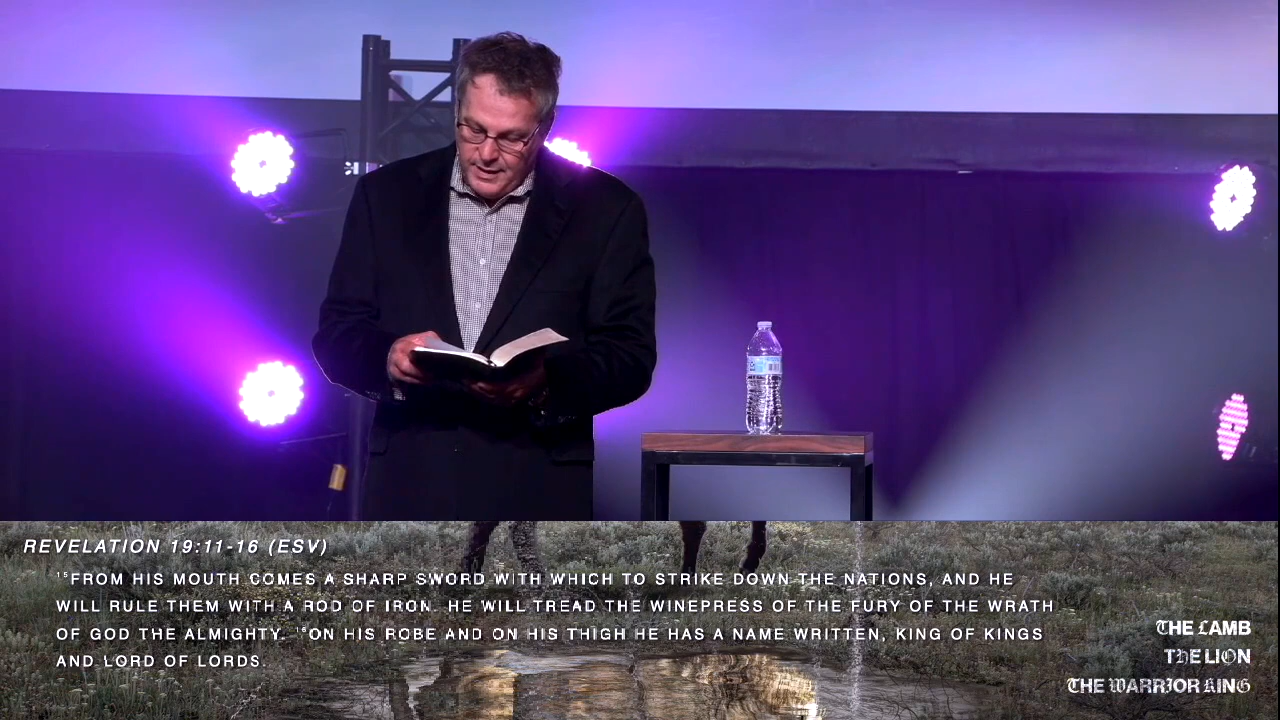 REVELATION 19:11-16 (ESV)
¹⁵FROM HIS MOUTH COMES A SHARP SWORD WITH WHICH TO STRIKE DOWN THE NATIONS, AND HE
WILL RULE THEM WITH A ROD OF IRON. HE WILL TREAD THE WINEPRESS OF THE FURY OF THE WRATH
OF GOD THE ALMIGHTY. ¹⁶ON HIS ROBE AND ON HIS THIGH HE HAS A NAME WRITTEN, KING OF KINGS
AND LORD OF LORDS.
THE LAMB
THE LION
THE WARRIOR KING